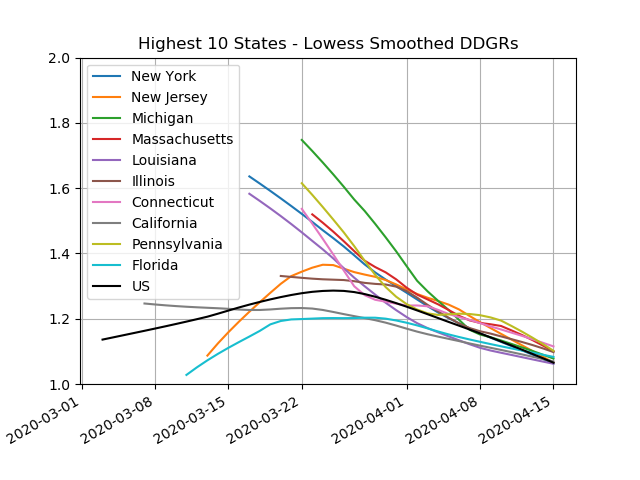 Highest 10 States - Lowess Smoothed DDGRs
2.0
1.8
1.6
1.4
1.2
1.0
New York
New Jersey
Michigan
Massachusetts
Louisiana
Illinois
Connecticut
California
Pennsylvania
Florida
US
2020-03-01
2020-03-08
2020-03-15
2020-03-22
2020-04-01
2020-04-08
2020-04-15